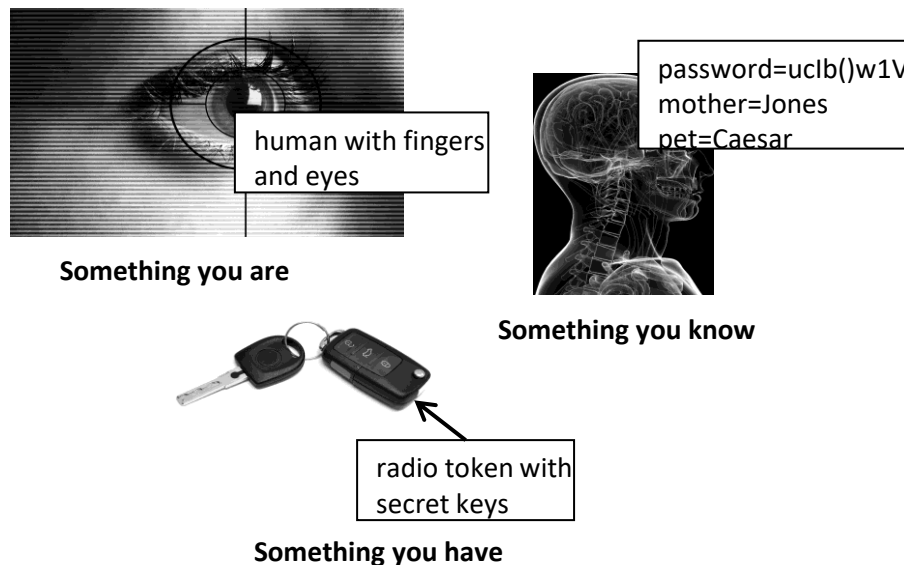 human with fingers
and eyes
Something you are
password=ucIb()w1V
mother=Jones
pet=Caesar
Something you know
radio token with
secret keys
Something you have